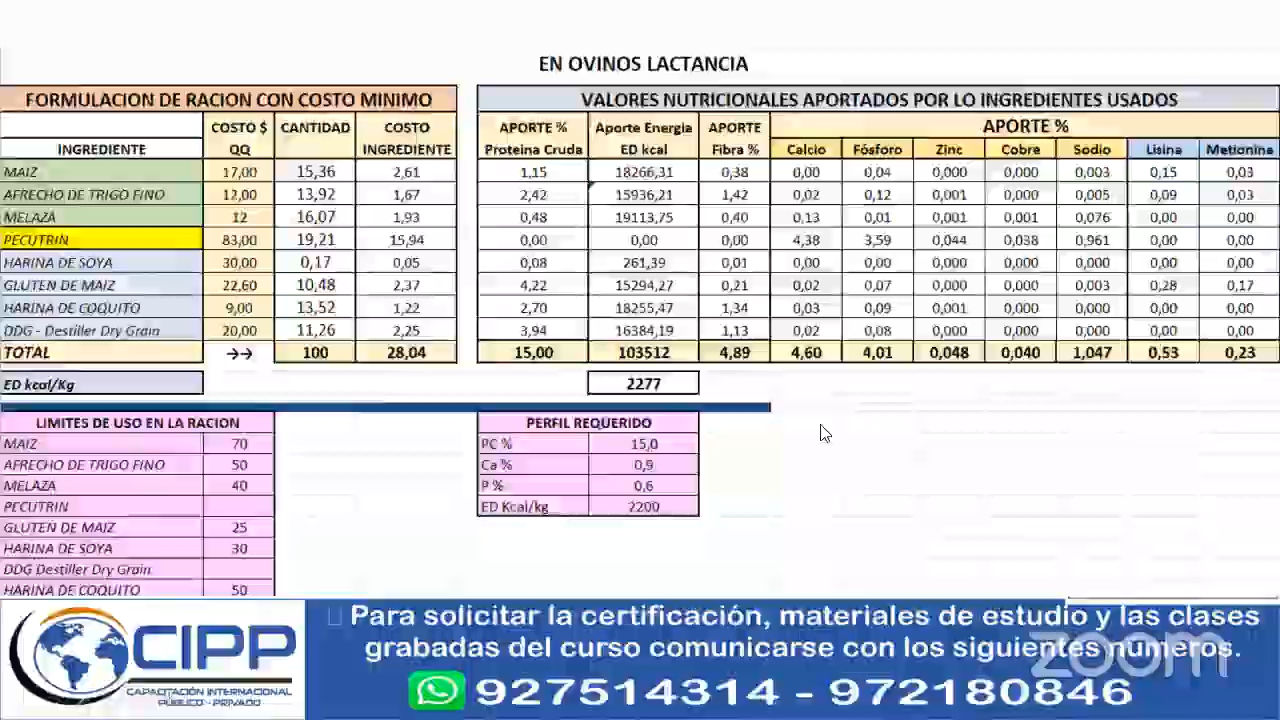 EN OVINOS LACTANCIA
FORMULACION DE RACION CON COSTO MINIMO
VALORES NUTRICIONALES APORTADOS POR LO INGREDIENTES USADOS
COSTO $ CANTIDAD COSTO APORTE % Aporte Energia APORTE APORTE %
INGREDIENTE QQ INGREDIENTE Proteina Cruda ED kcal Fibra % Calcio Fósforo Zinc Cobre Sodio Lisina Metionina
MAIZ 17,00 15,36 2,61 1,15 18266,31 0,38 0,00 0,04 0,000 0,000 0,003 0,15 0,03
AFRECHO DE TRIGO FINO 12,00 13,92 1,67 2,42 15936,21 1,42 0,02 0,12 0,001 0,000 0,005 0,09 0,03
MELAZA 12 16,07 1,93 0,48 19113,75 0,40 0,13 0,01 0,001 0,001 0,076 0,00 0,00
PECUTRIN 83,00 19,21 15,94 0,00 0,00 0,00 4,38 3,59 0,044 0,038 0,961 0,00 0,00
HARINA DE SOYA 30,00 0,17 0,05 0,08 261,39 0,01 0,00 0,00 0,000 0,000 0,000 0,00 0,00
GLUTEN DE MAIZ 22,60 10,48 2,37 4,22 15294,27 0,21 0,02 0,07 0,000 0,000 0,003 0,28 0,17
HARINA DE COQUITO 9,00 13,52 1,22 2,70 18255,47 1,34 0,03 0,09 0,001 0,000 0,000 0,00 0,00
DDG - Destiller Dry Grain 20,00 11,26 2,25 3,94 16384,19 1,13 0,02 0,08 0,000 0,000 0,000 0,00 0,00
TOTAL →→ 100 28,04 15,00 103512 4,89 4,60 4,01 0,048 0,040 1,047 0,53 0,23
ED kcal/Kg 2277
LIMITES DE USO EN LA RACION
MAIZ 70
AFRECHO DE TRIGO FINO 50
MELAZA 40
PECUTRIN
GLUTEN DE MAIZ 25
HARINA DE SOYA 30
DDG Destiller Dry Grain
HARINA DE COQUITO 50
PERFIL REQUERIDO
PC % 15,0
Ca % 0,9
P % 0,6
ED Kcal/kg 2200
CIPP
CAPACITACIÓN INTERNACIONAL
PÚBLICO - PRIVADO
Para solicitar la certificación, materiales de estudio y las clases
grabadas del curso comunicarse con los siguientes números.
927514314 - 972180846
zoom